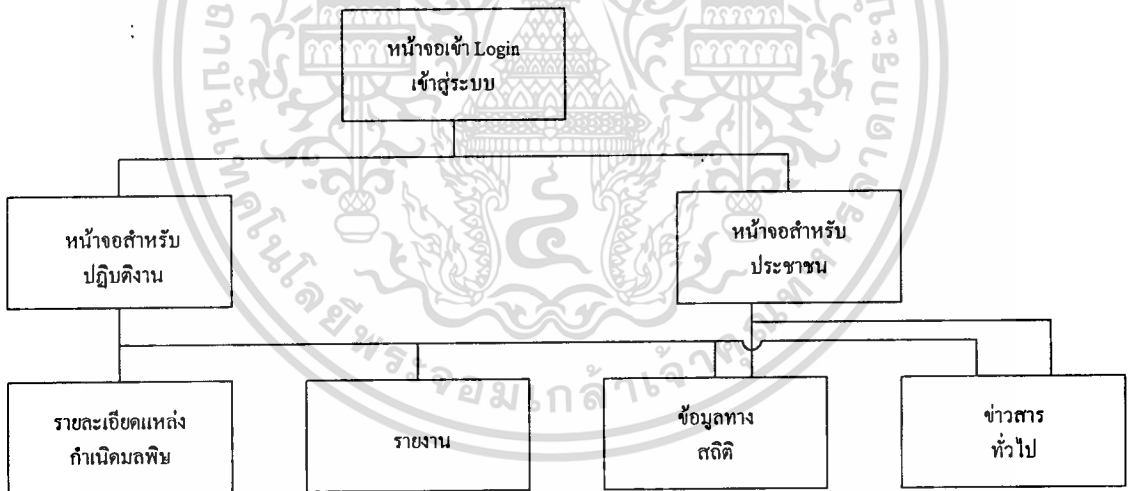 หน้าจอเข้า Login
เข้าสู่ระบบ
หน้าจอสำหรับ
ปฏิบติงาน
หน้าจอสำหรับ
ประชาชน
รายละเอียดแหล่ง
กำเนิดมลพิษ
รายงาน
ข้อมูลทาง
สถิติ
ข่าวสาร
ทั่วไป